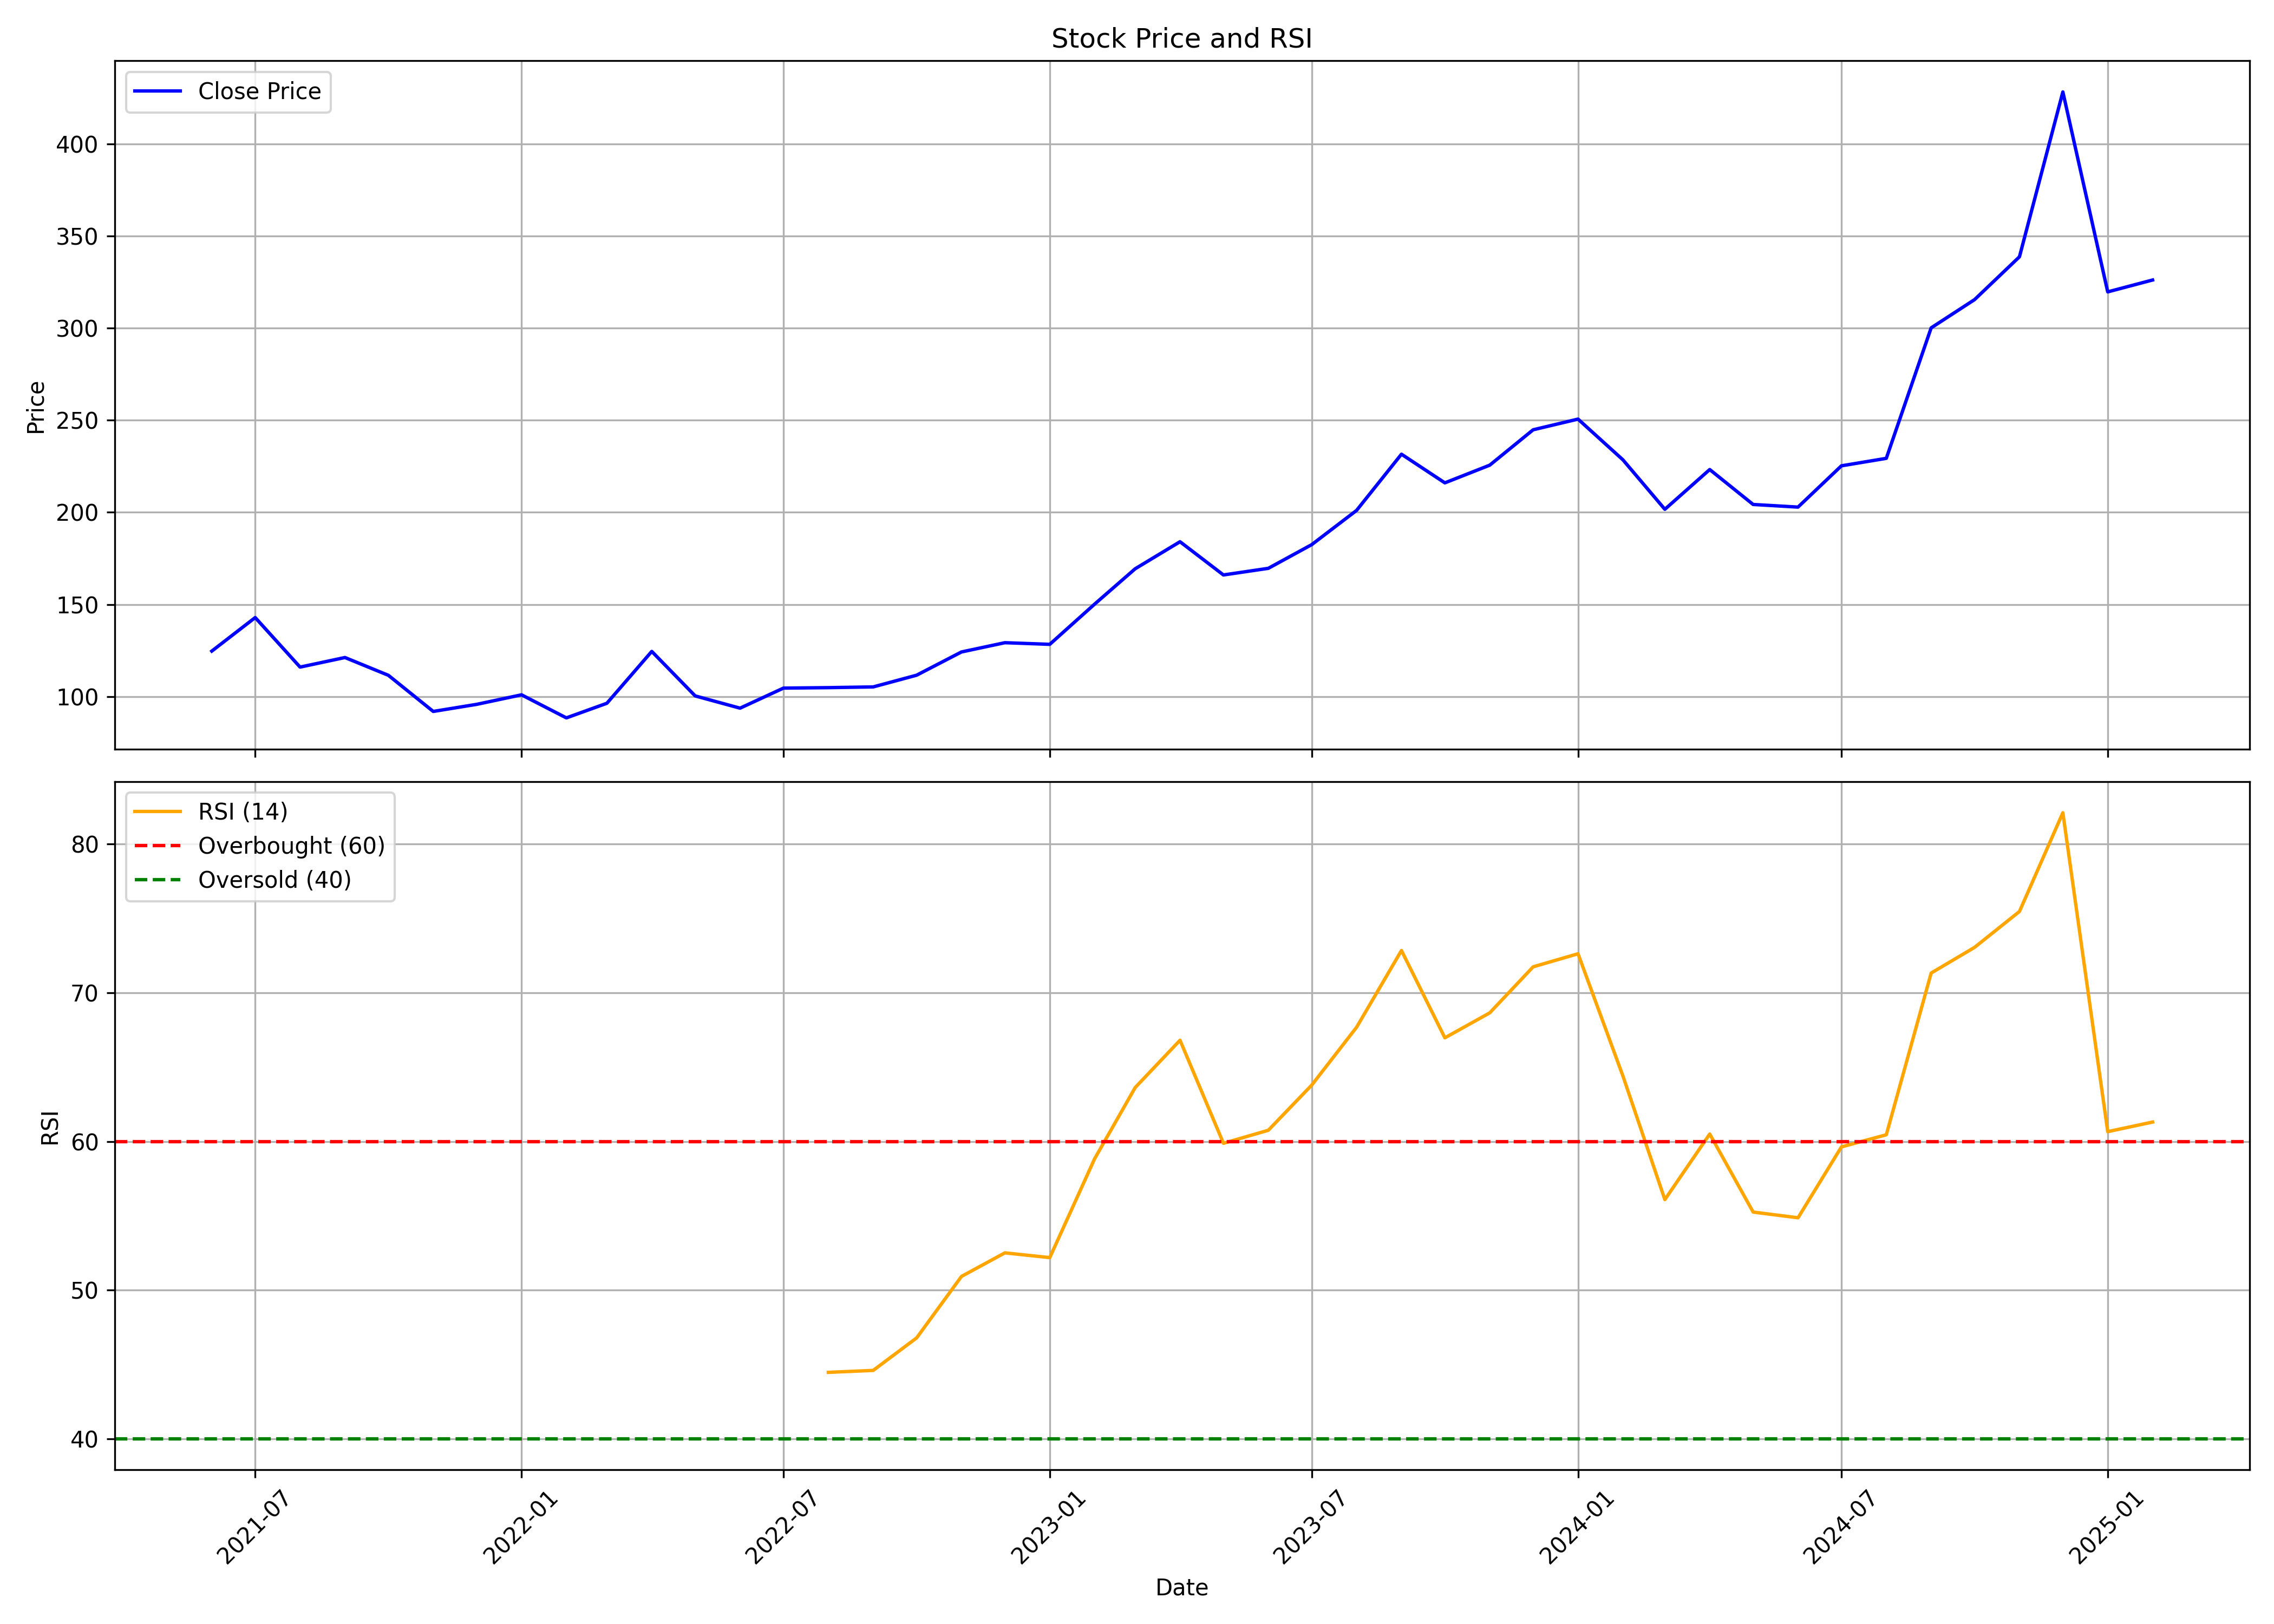 Stock Price and RSI
Close Price
400
350
300
250
200
150
100
Price
RSI (14)
Overbought (60)
Oversold (40)
80
70
60
50
40
RSI
2021-07
2022-01
2022-07
2023-01
2023-07
2024-01
2024-07
2025-01
Date